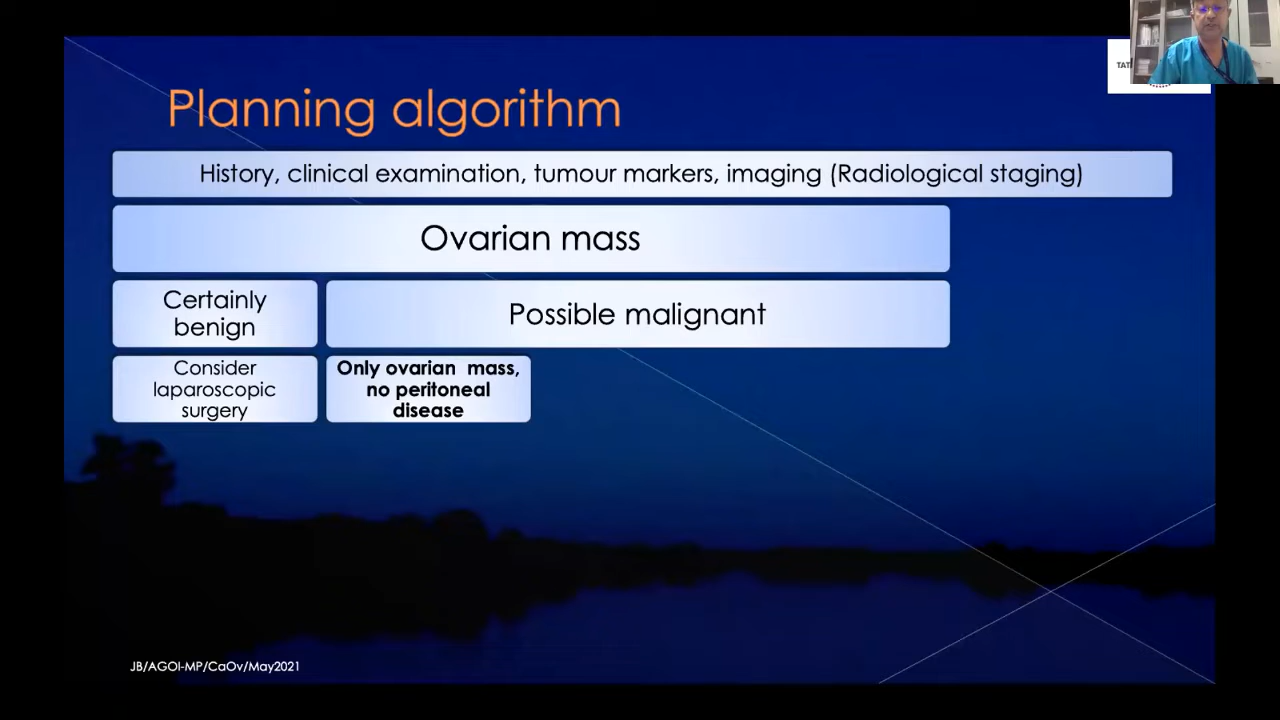 TAT
Planning algorithm
History, clinical examination, tumour markers, imaging (Radiological staging)
Ovarian mass
Certainly
benign
Possible malignant
Consider
laparoscopic
surgery
Only ovarian mass,
no peritoneal
disease
JB/AGOI-MP/CaOv/May2021